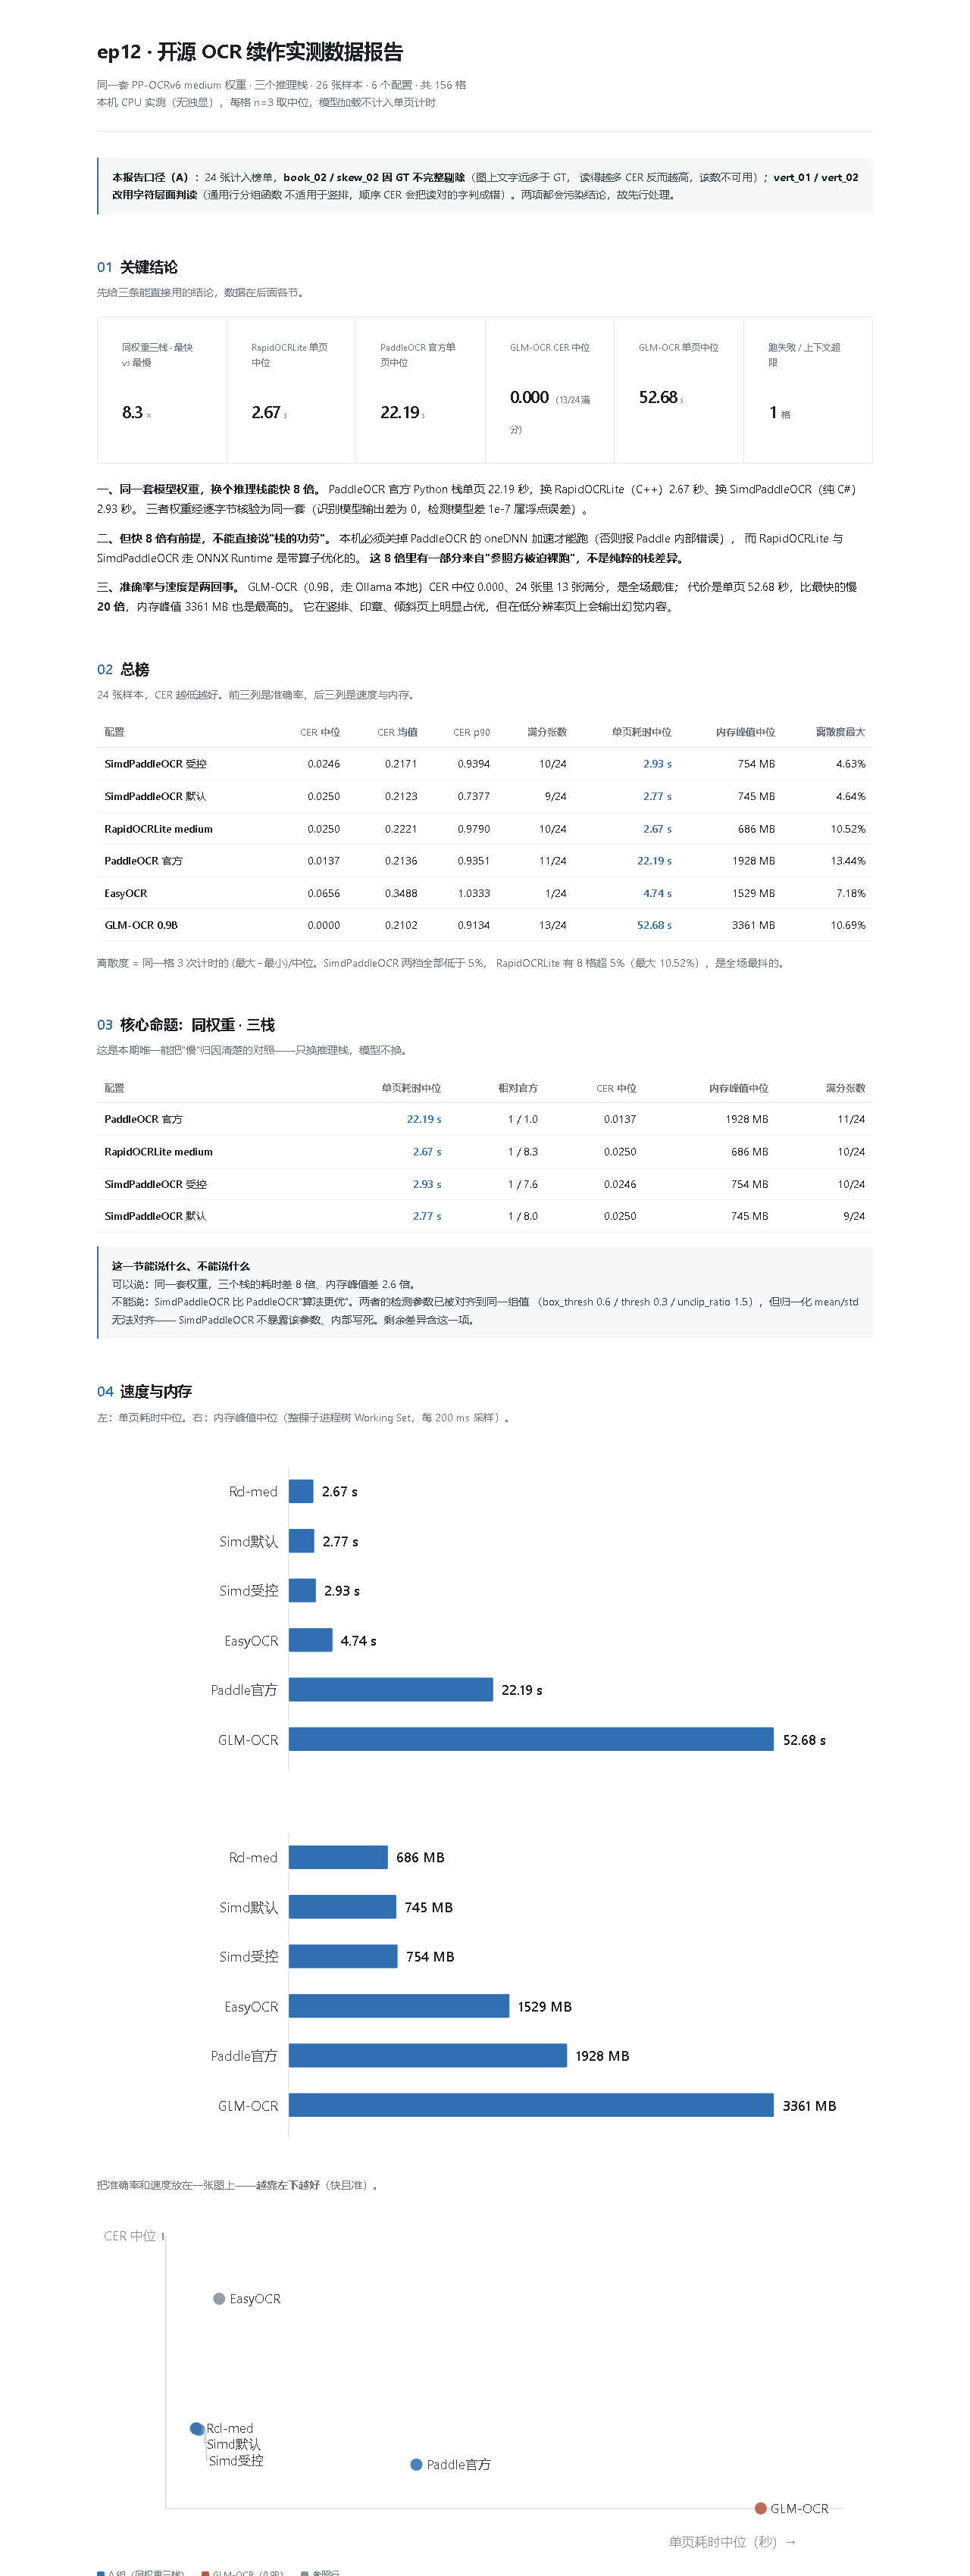 ep12 · 开源 OCR 续作实测数据报告
同一套 PP-OCRv6 medium 权重 · 三个推理栈 · 26 张样本 · 6 个配置 · 共 156 格
本机 CPU 实测（无独显），每格 n=3 取中位，模型加载不计入单页计时
本报告口径（A）：24 张计入榜单，book_02 / skew_02 因 GT 不完整剔除（图上文字远多于 GT， 读得越多 CER 反而越高，该数不可用）；vert_01 / vert_02
改用字符层面判读（通用行分组函数 不适用于竖排，顺序 CER 会把读对的字判成错）。两项都会污染结论，故先行处理。
01 关键结论
先给三条能直接用的结论，数据在后面各节。
同权重三栈 · 最快
vs 最慢
8.3 ×
RapidOCRLite 单页
中位
2.67 s
PaddleOCR 官方单
页中位
22.19 s
GLM-OCR CER 中位
0.000 （13/24 满
分）
GLM-OCR 单页中位
52.68 s
跑失败 / 上下文超
限
1 格
一、同一套模型权重，换个推理栈能快 8 倍。 PaddleOCR 官方 Python 栈单页 22.19 秒，换 RapidOCRLite（C++）2.67 秒、换 SimdPaddleOCR（纯 C#）
2.93 秒。 三者权重经逐字节核验为同一套（识别模型输出差为 0，检测模型差 1e-7 属浮点误差）。
二、但快 8 倍有前提，不能直接说"栈的功劳"。 本机必须关掉 PaddleOCR 的 oneDNN 加速才能跑（否则报 Paddle 内部错误）， 而 RapidOCRLite 与
SimdPaddleOCR 走 ONNX Runtime 是带算子优化的。 这 8 倍里有一部分来自"参照方被迫裸跑"，不是纯粹的栈差异。
三、准确率与速度是两回事。 GLM-OCR（0.9B，走 Ollama 本地）CER 中位 0.000、24 张里 13 张满分，是全场最准； 代价是单页 52.68 秒，比最快的慢
20 倍，内存峰值 3361 MB 也是最高的。 它在竖排、印章、倾斜页上明显占优，但在低分辨率页上会输出幻觉内容。
02 总榜
24 张样本，CER 越低越好。前三列是准确率，后三列是速度与内存。
配置 CER 中位 CER 均值 CER p90 满分张数 单页耗时中位 内存峰值中位 离散度最大
SimdPaddleOCR 受控 0.0246 0.2171 0.9394 10/24 2.93 s 754 MB 4.63%
SimdPaddleOCR 默认 0.0250 0.2123 0.7377 9/24 2.77 s 745 MB 4.64%
RapidOCRLite medium 0.0250 0.2221 0.9790 10/24 2.67 s 686 MB 10.52%
PaddleOCR 官方 0.0137 0.2136 0.9351 11/24 22.19 s 1928 MB 13.44%
EasyOCR 0.0656 0.3488 1.0333 1/24 4.74 s 1529 MB 7.18%
GLM-OCR 0.9B 0.0000 0.2102 0.9134 13/24 52.68 s 3361 MB 10.69%
离散度 = 同一格 3 次计时的 (最大−最小)/中位。SimdPaddleOCR 两档全部低于 5%， RapidOCRLite 有 8 格超 5%（最大 10.52%），是全场最抖的。
03 核心命题：同权重 · 三栈
这是本期唯一能把"慢"归因清楚的对照——只换推理栈，模型不换。
配置 单页耗时中位 相对官方 CER 中位 内存峰值中位 满分张数
PaddleOCR 官方 22.19 s 1 / 1.0 0.0137 1928 MB 11/24
RapidOCRLite medium 2.67 s 1 / 8.3 0.0250 686 MB 10/24
SimdPaddleOCR 受控 2.93 s 1 / 7.6 0.0246 754 MB 10/24
SimdPaddleOCR 默认 2.77 s 1 / 8.0 0.0250 745 MB 9/24
这一节能说什么、不能说什么
可以说：同一套权重，三个栈的耗时差 8 倍、内存峰值差 2.6 倍。
不能说：SimdPaddleOCR 比 PaddleOCR"算法更优"。两者的检测参数已被对齐到同一组值 （box_thresh 0.6 / thresh 0.3 / unclip_ratio 1.5），但归一化 mean/std
无法对齐—— SimdPaddleOCR 不暴露该参数、内部写死。剩余差异含这一项。
04 速度与内存
左：单页耗时中位。右：内存峰值中位（整棵子进程树 Working Set，每 200 ms 采样）。
Rcl-med 2.67 s
Simd默认 2.77 s
Simd受控 2.93 s
EasyOCR 4.74 s
Paddle官方 22.19 s
GLM-OCR 52.68 s
Rcl-med 686 MB
Simd默认 745 MB
Simd受控 754 MB
EasyOCR 1529 MB
Paddle官方 1928 MB
GLM-OCR 3361 MB
把准确率和速度放在一张图上——越靠左下越好（快且准）。
CER 中位 ↑
EasyOCR
Rcl-med
Simd默认
Simd受控
Paddle官方
GLM-OCR
单页耗时中位（秒） →